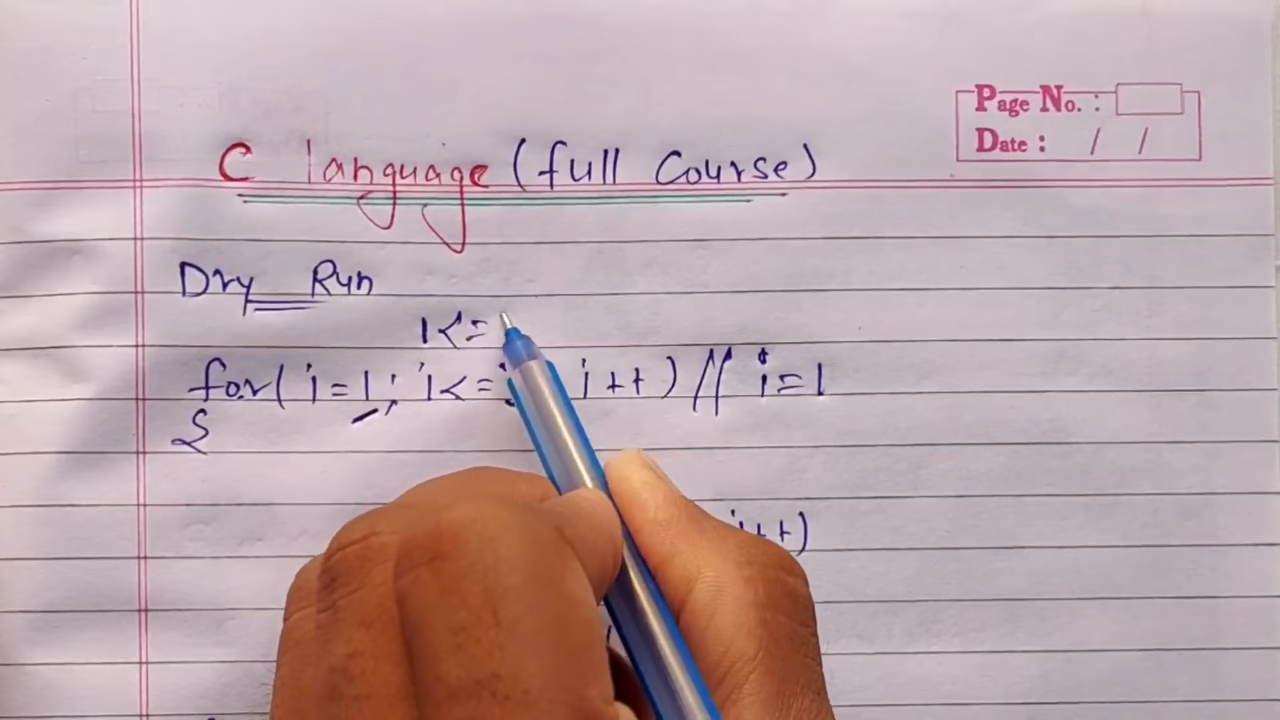 Page No. :
Date : / /
C language (full Course)
Dry Run
1<=
for( i=1; i<= i++) // i=1
{
i++)